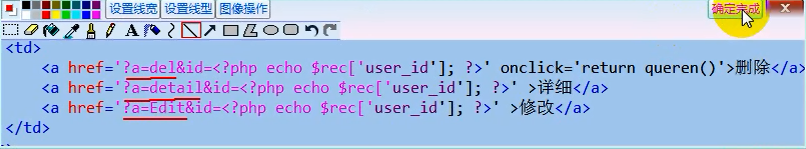 设置线宽 设置线型 图像操作 确定完成
<td>
<a href='?a=del&id=<?php echo $rec['user_id']; ?>' onclick='return queren()'>删除</a>
<a href='?a=detail&id=<?php echo $rec['user_id']; ?>' >详细</a>
<a href='?a=Edit&id=<?php echo $rec['user_id']; ?>' >修改</a>
</td>